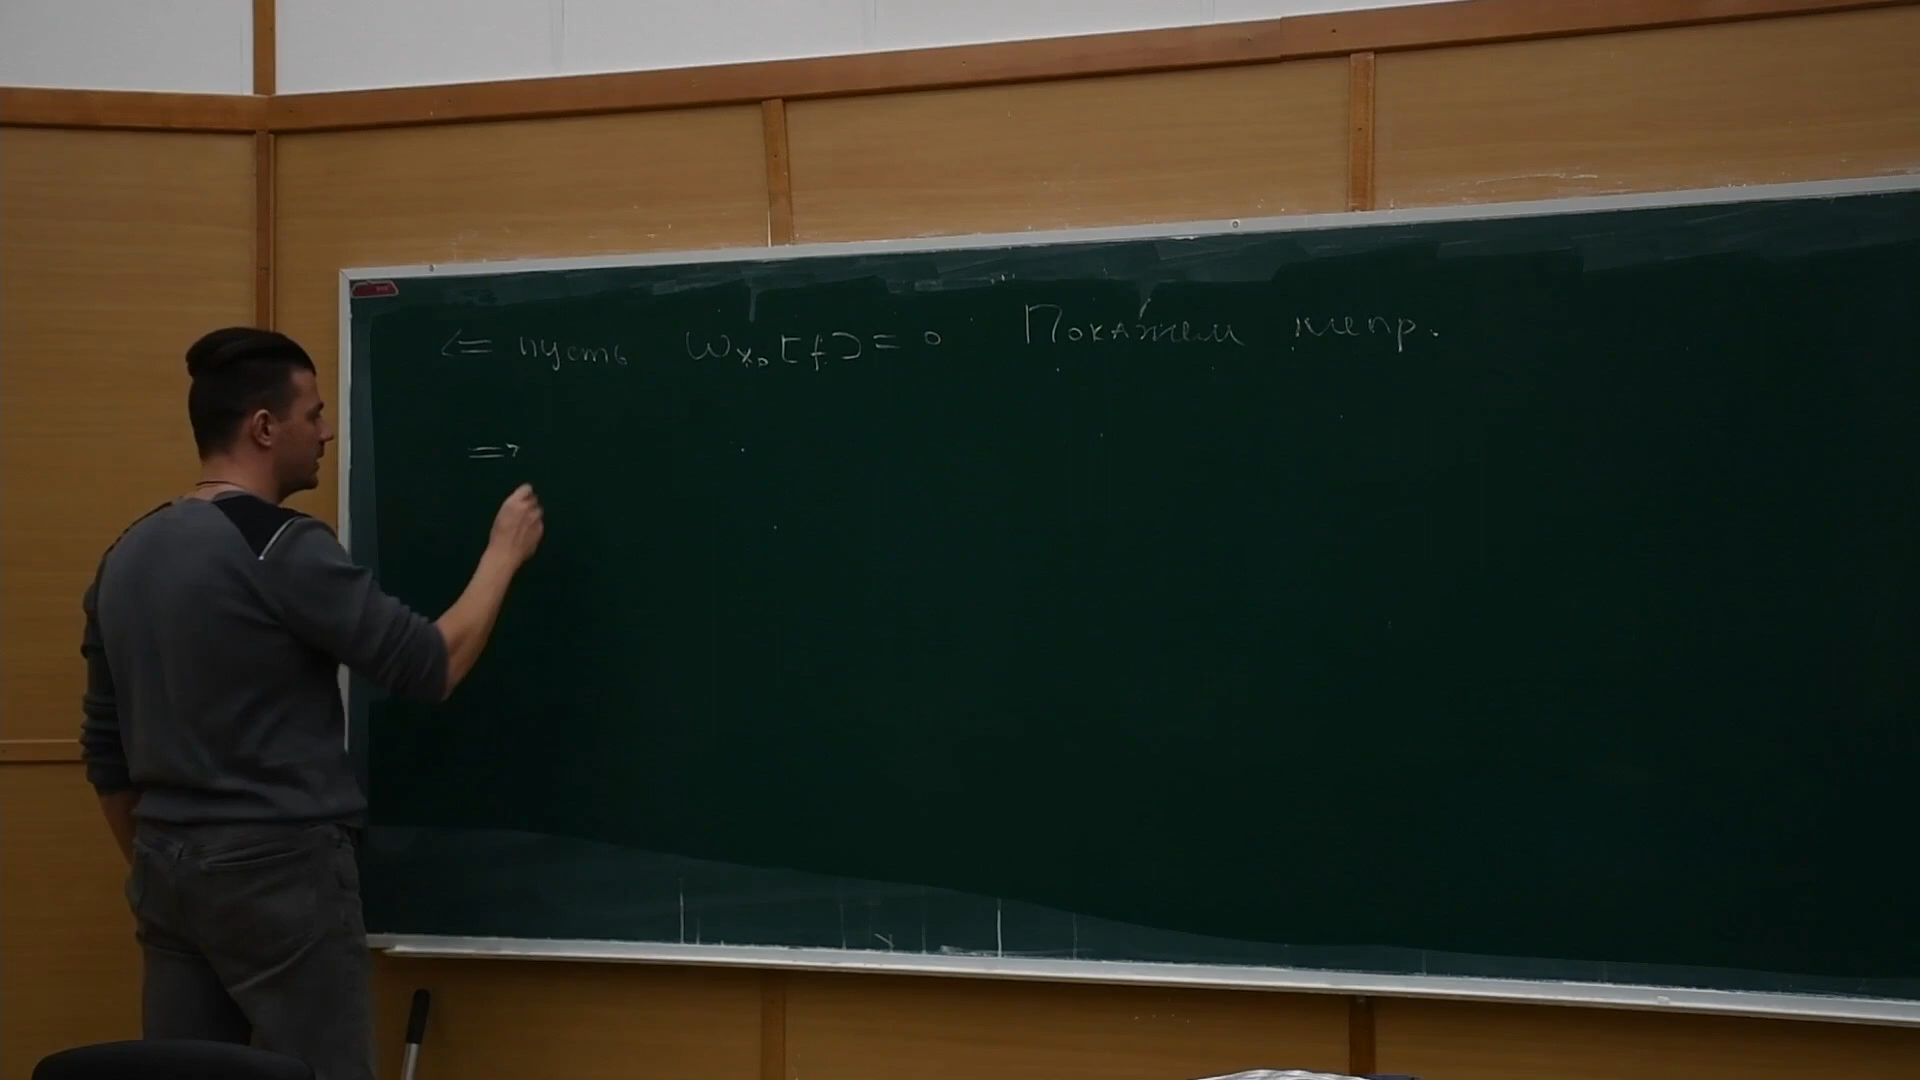 <= пусть ω_{x₀}[f] = 0 Покажем непр.
=>